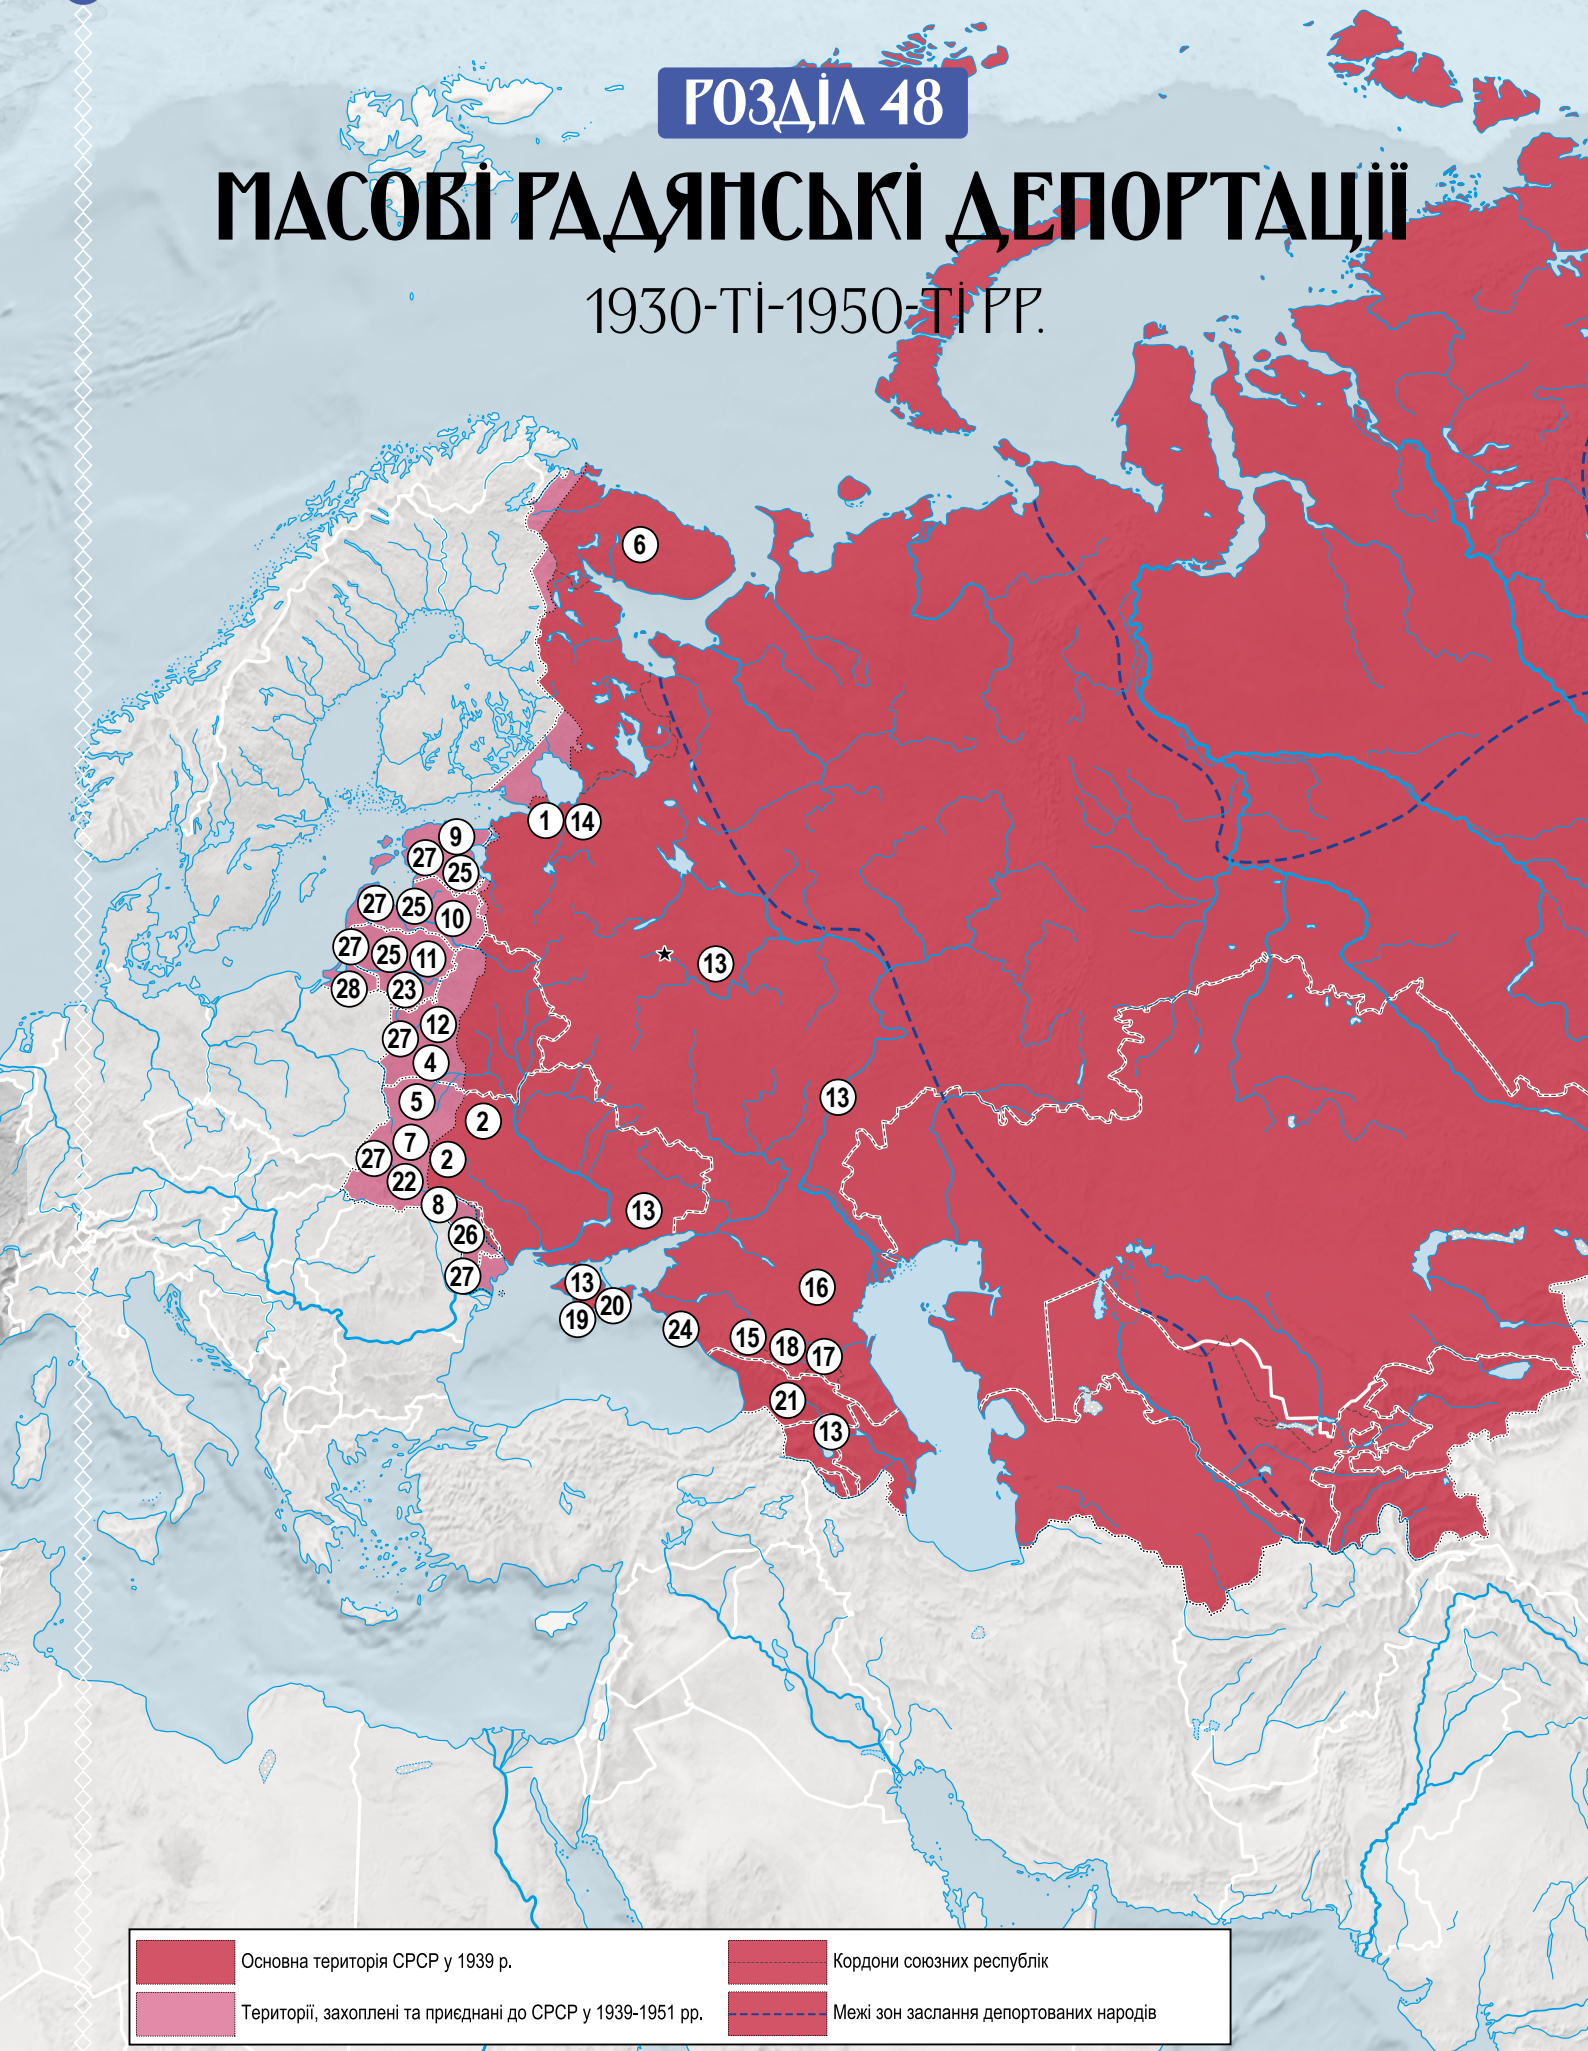 РОЗДІЛ 48
МАСОВІ РАДЯНСЬКІ ДЕПОРТАЦІЇ
1930-ТІ-1950-ТІ РР.
6
1 14
9
27
25
27 25 10
27 25 11
28 23
12
27
4
5
2
7
27 2
22
8
26
27
13
13
13
13
20
19
24
16
15 18 17
21
13
Основна територія СРСР у 1939 р.
Території, захоплені та приєднані до СРСР у 1939-1951 рр.
Кордони союзних республік
Межі зон заслання депортованих народів